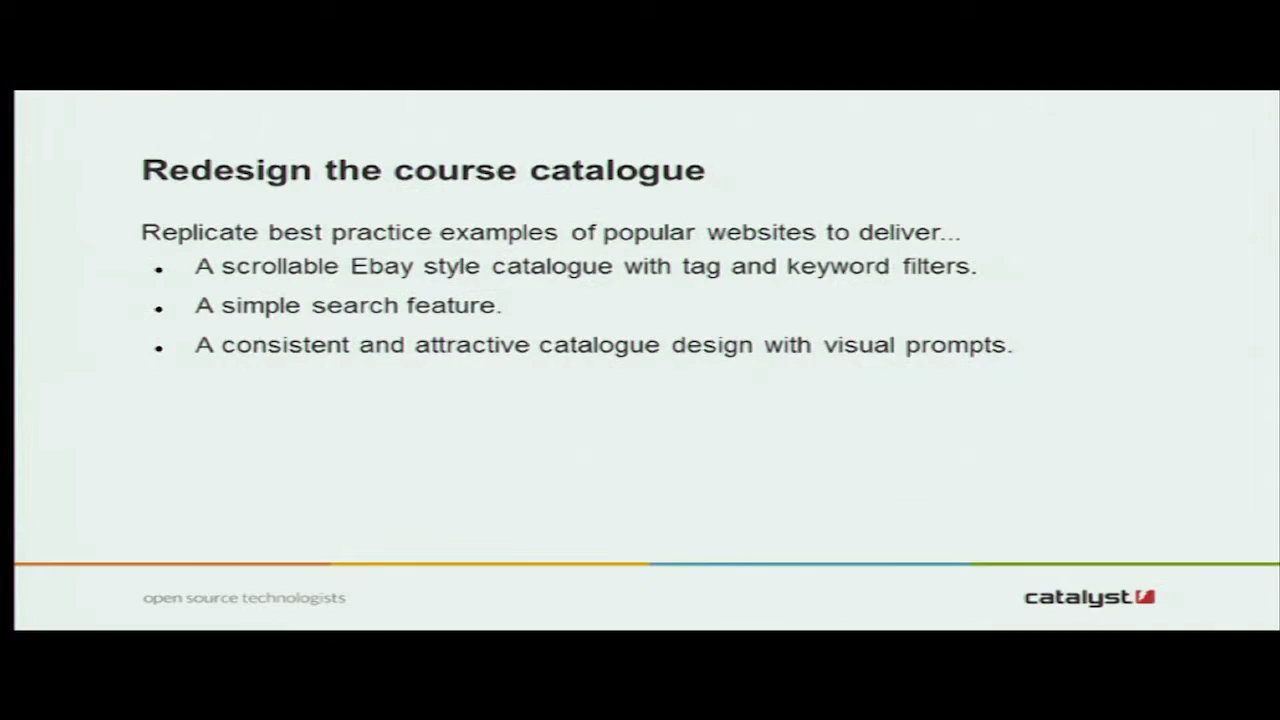 Redesign the course catalogue
Replicate best practice examples of popular websites to deliver...
• A scrollable Ebay style catalogue with tag and keyword filters.
• A simple search feature.
• A consistent and attractive catalogue design with visual prompts.
open source technologists
catalyst